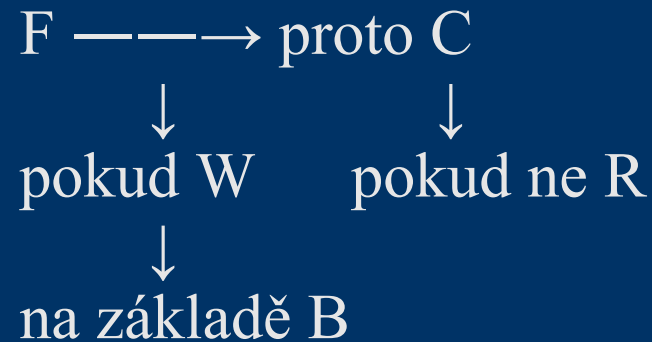 F ———→ proto C
↓ ↓
pokud W pokud ne R
↓
na základě B